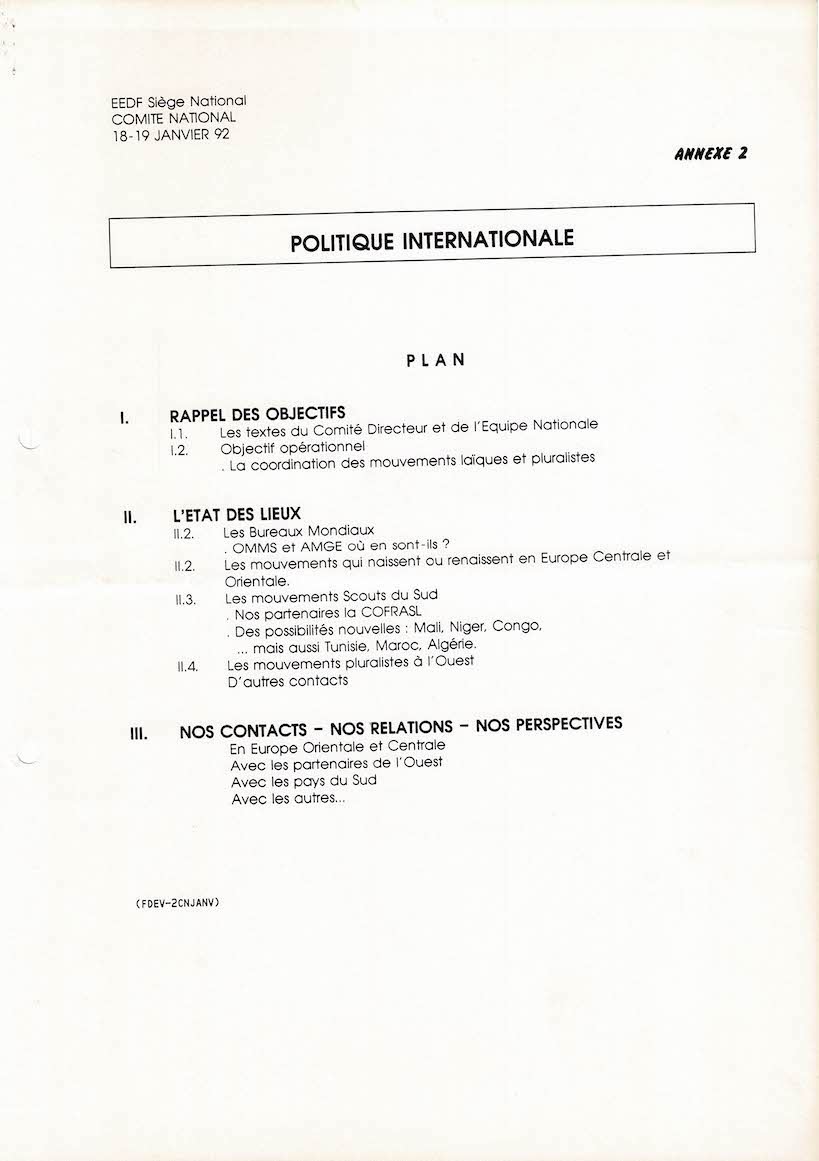 EEDF Siège National
COMITE NATIONAL
18-19 JANVIER 92
ANNEXE 2
POLITIQUE INTERNATIONALE
PLAN
I. RAPPEL DES OBJECTIFS
I.1. Les textes du Comité Directeur et de l'Equipe Nationale
I.2. Objectif opérationnel
. La coordination des mouvements laïques et pluralistes
II. L'ETAT DES LIEUX
II.2. Les Bureaux Mondiaux
. OMMS et AMGE où en sont-ils ?
II.2. Les mouvements qui naissent ou renaissent en Europe Centrale et
Orientale.
II.3. Les mouvements Scouts du Sud
. Nos partenaires la COFRASL
. Des possibilités nouvelles : Mali, Niger, Congo,
... mais aussi Tunisie, Maroc, Algérie.
II.4. Les mouvements pluralistes à l'Ouest
D'autres contacts
III. NOS CONTACTS - NOS RELATIONS - NOS PERSPECTIVES
En Europe Orientale et Centrale
Avec les partenaires de l'Ouest
Avec les pays du Sud
Avec les autres...
(FDEV-2CNJANV)